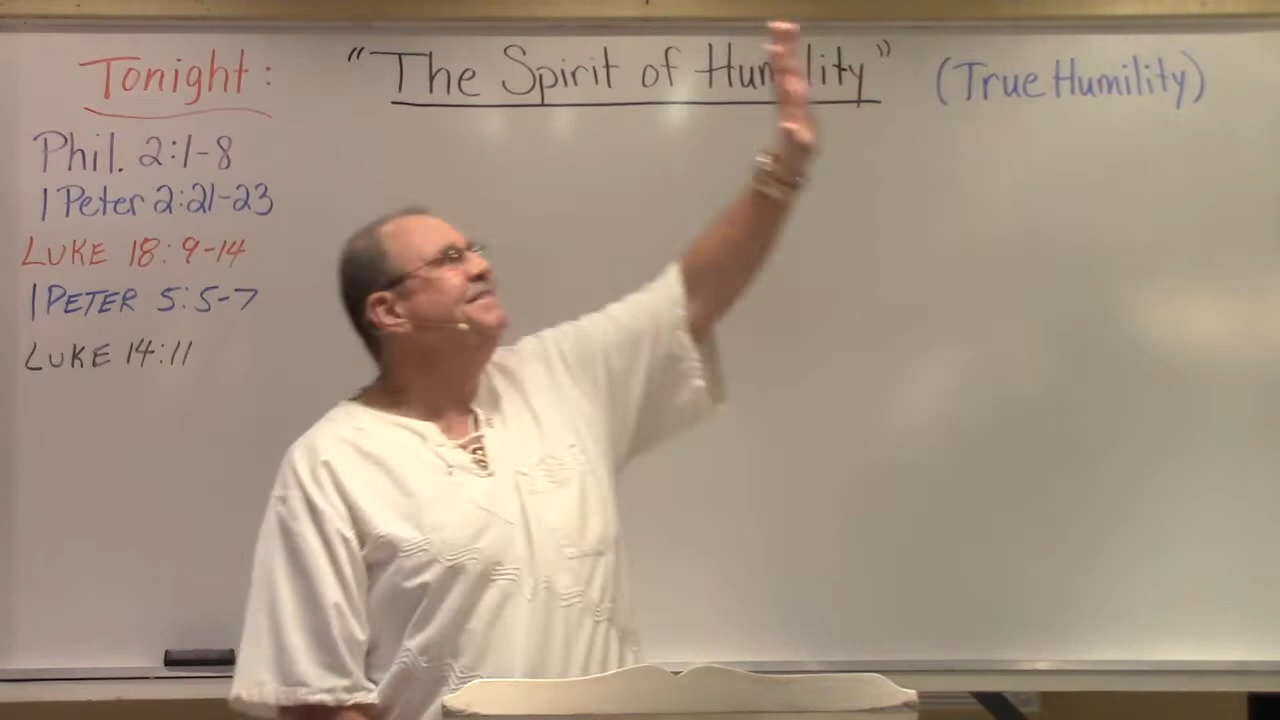 Tonight: "The Spirit of Humility" (True Humility)
Phil. 2:1-8
1 Peter 2:21-23
LUKE 18:9-14
1 PETER 5:5-7
LUKE 14:11